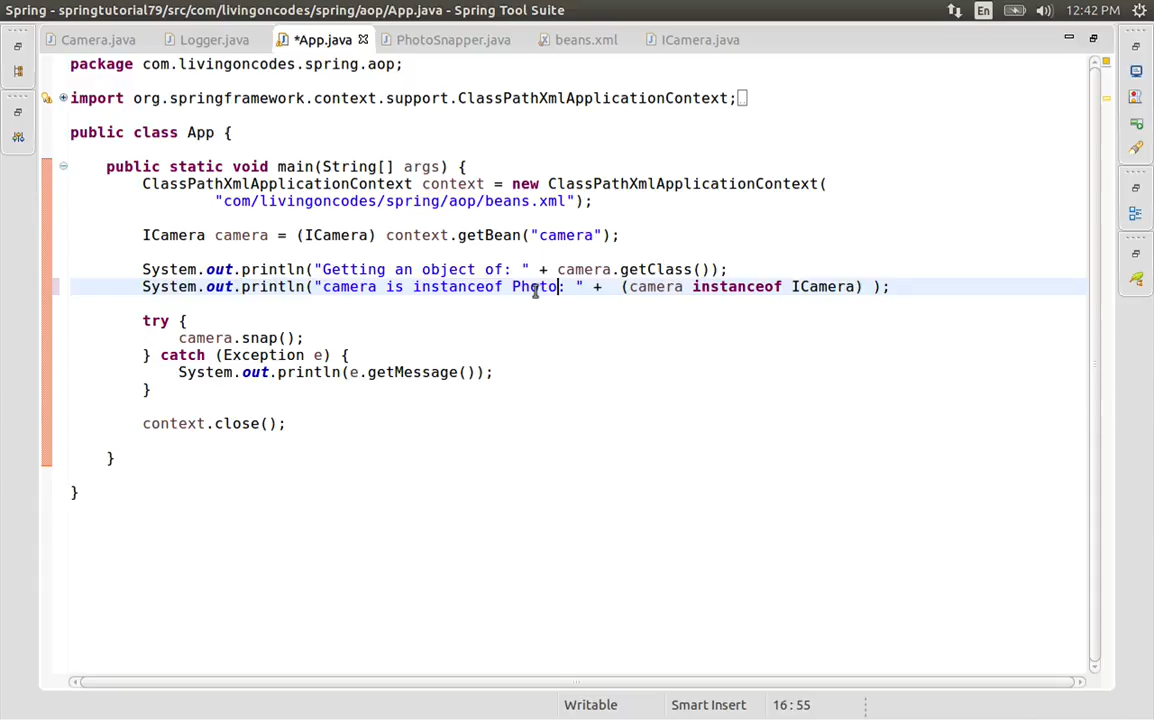 Spring - springtutorial79/src/com/livingoncodes/spring/aop/App.java - Spring Tool Suite
En
12:42 PM
Camera.java
Logger.java
*App.java
PhotoSnapper.java
beans.xml
ICamera.java
package com.livingoncodes.spring.aop;
import org.springframework.context.support.ClassPathXmlApplicationContext;
public class App {
public static void main(String[] args) {
ClassPathXmlApplicationContext context = new ClassPathXmlApplicationContext(
"com/livingoncodes/spring/aop/beans.xml");
ICamera camera = (ICamera) context.getBean("camera");
System.out.println("Getting an object of: " + camera.getClass());
System.out.println("camera is instanceof Photo: " +  (camera instanceof ICamera) );
try {
camera.snap();
} catch (Exception e) {
System.out.println(e.getMessage());
}
context.close();
}
}
Writable
Smart Insert
16 : 55